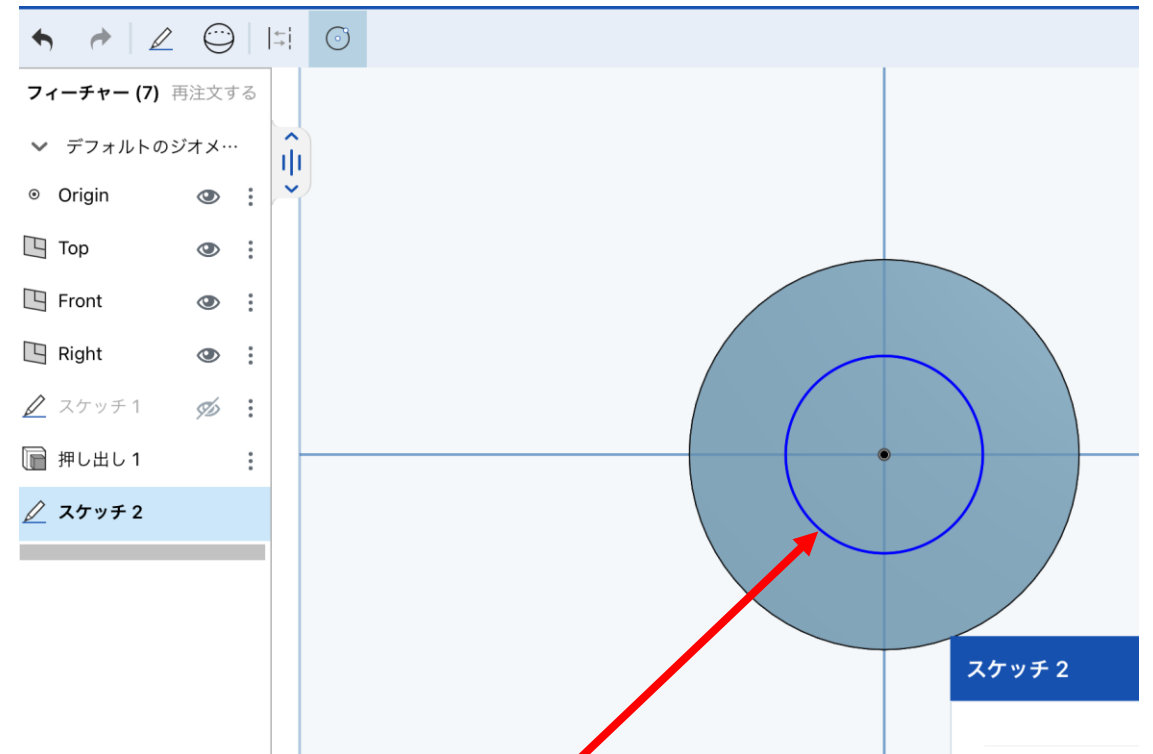 フィーチャー (7) 再注文する
デフォルトのジオメ…
Origin
Top
Front
Right
スケッチ 1
押し出し 1
スケッチ 2
スケッチ 2